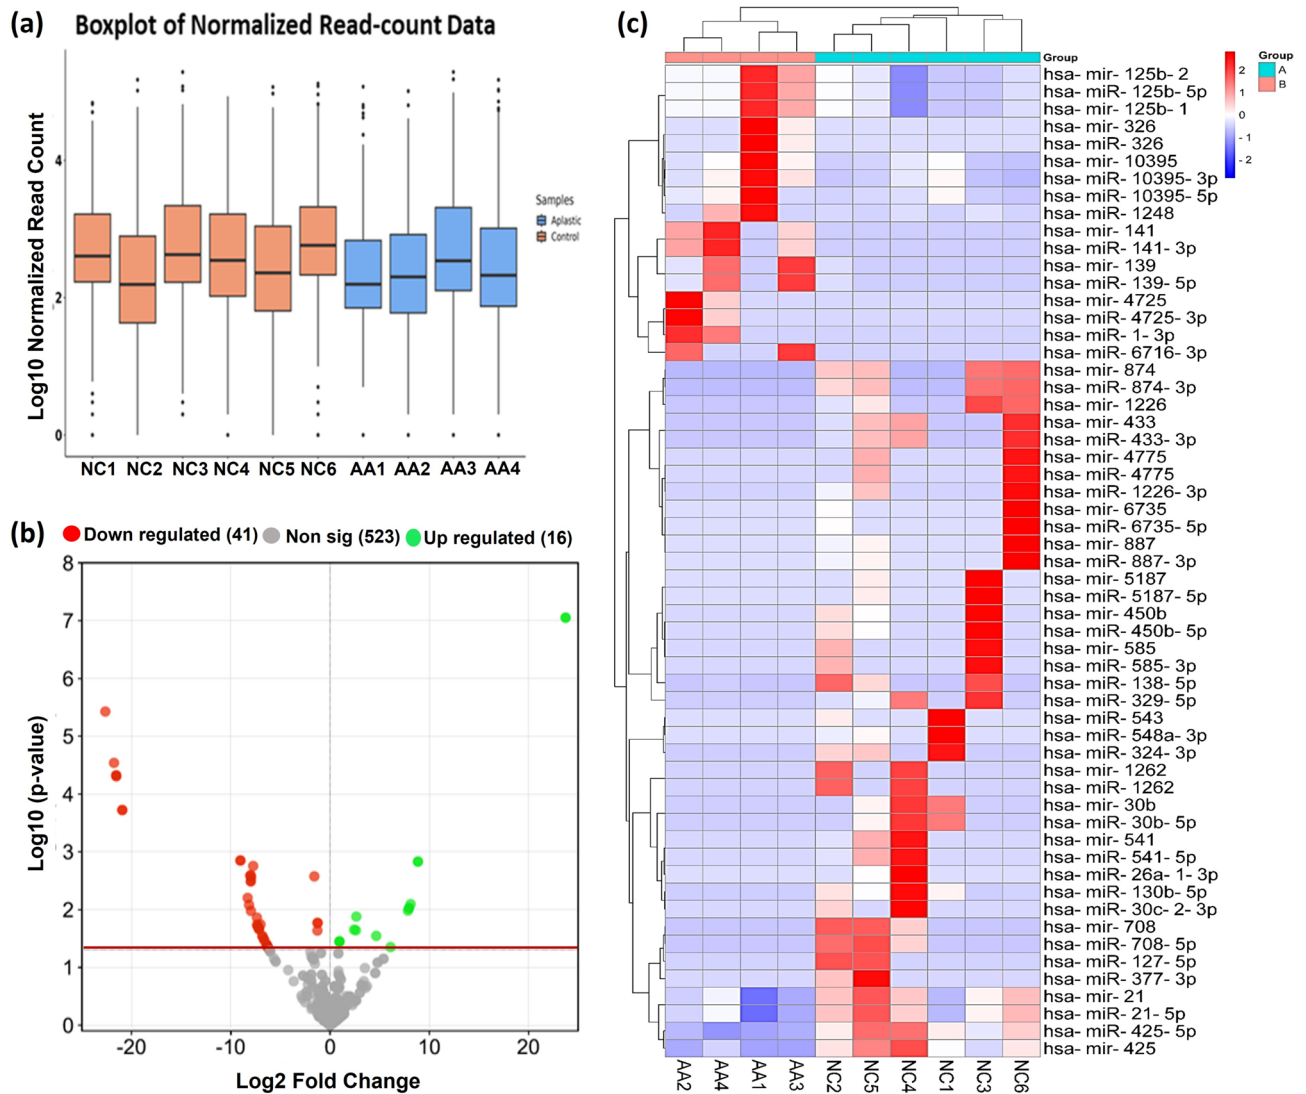 (a)
Boxplot of Normalized Read-count Data
Log10 Normalized Read Count
4
2
0
NC1 NC2 NC3 NC4 NC5 NC6 AA1 AA2 AA3 AA4
Samples
Aplastic
Control
(b)
Down regulated (41) Non sig (523) Up regulated (16)
Log10 (p-value)
8
7
6
5
4
3
2
1
0
-20 -10 0 10 20
Log2 Fold Change
(c)
Group
hsa- mir- 125b- 2
hsa- miR- 125b- 5p
hsa- mir- 125b- 1
hsa- mir- 326
hsa- miR- 326
hsa- mir- 10395
hsa- miR- 10395- 3p
hsa- miR- 10395- 5p
hsa- miR- 1248
hsa- mir- 141
hsa- miR- 141- 3p
hsa- mir- 139
hsa- miR- 139- 5p
hsa- mir- 4725
hsa- miR- 4725- 3p
hsa- miR- 1- 3p
hsa- miR- 6716- 3p
hsa- mir- 874
hsa- miR- 874- 3p
hsa- mir- 1226
hsa- mir- 433
hsa- miR- 433- 3p
hsa- mir- 4775
hsa- miR- 4775
hsa- miR- 1226- 3p
hsa- mir- 6735
hsa- miR- 6735- 5p
hsa- mir- 887
hsa- miR- 887- 3p
hsa- mir- 5187
hsa- miR- 5187- 5p
hsa- mir- 450b
hsa- miR- 450b- 5p
hsa- mir- 585
hsa- miR- 585- 3p
hsa- miR- 138- 5p
hsa- miR- 329- 5p
hsa- miR- 543
hsa- miR- 548a- 3p
hsa- miR- 324- 3p
hsa- mir- 1262
hsa- miR- 1262
hsa- mir- 30b
hsa- miR- 30b- 5p
hsa- mir- 541
hsa- miR- 541- 5p
hsa- miR- 26a- 1- 3p
hsa- miR- 130b- 5p
hsa- miR- 30c- 2- 3p
hsa- mir- 708
hsa- miR- 708- 5p
hsa- miR- 127- 5p
hsa- miR- 377- 3p
hsa- mir- 21
hsa- miR- 21- 5p
hsa- miR- 425- 5p
hsa- mir- 425
AA2 AA4 AA1 AA3 NC2 NC5 NC4 NC1 NC3 NC6
2
1
0
- 1
- 2
Group
A
B